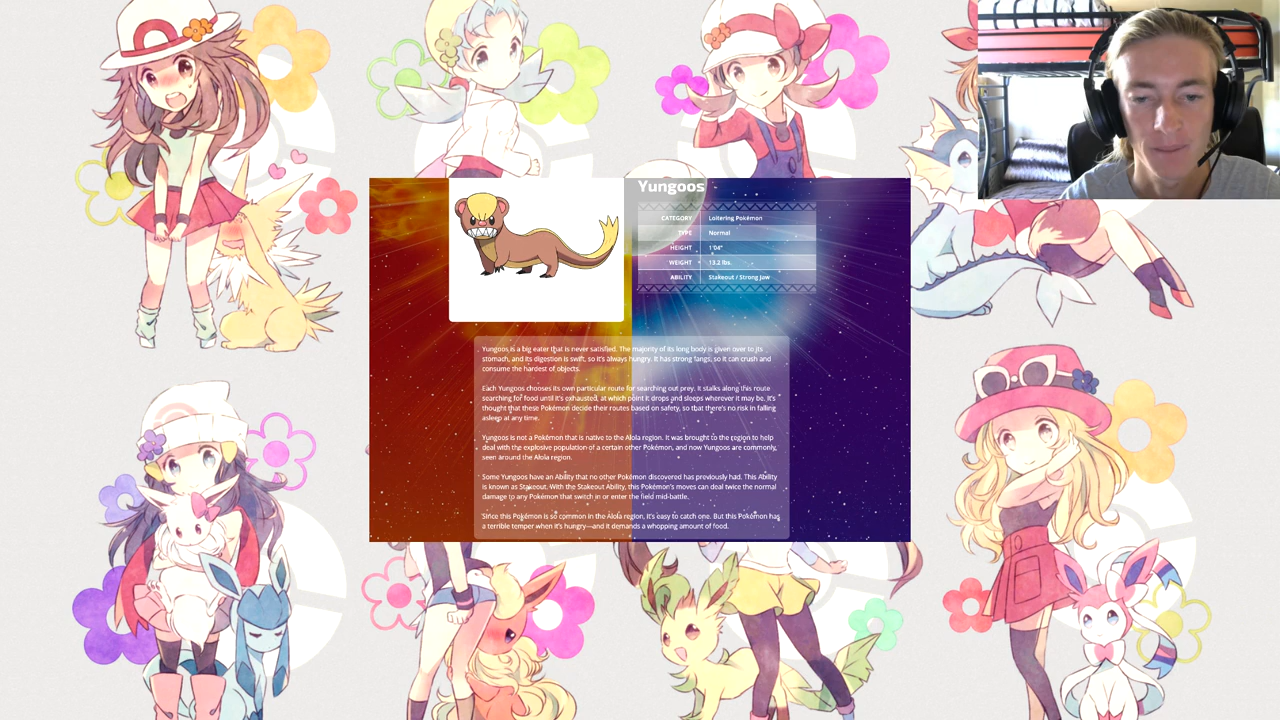 Yungoos
CATEGORY Loitering Pokémon
TYPE Normal
HEIGHT 1'04"
WEIGHT 13.2 lbs.
ABILITY Stakeout / Strong Jaw
Yungoos is a big eater that is never satisfied. The majority of its long body is given over to its
stomach, and its digestion is swift, so it's always hungry. It has strong fangs, so it can crush and
consume the hardest of objects.
Each Yungoos chooses its own particular route for searching out prey. It stalks along this route
searching for food until it's exhausted, at which point it drops and sleeps wherever it may be. It's
thought that these Pokémon decide their routes based on safety, so that there's no risk in falling
asleep at any time.
Yungoos is not a Pokémon that is native to the Alola region. It was brought to the region to help
deal with the explosive population of a certain other Pokémon, and now Yungoos are commonly,
seen around the Alola region.
Some Yungoos have an Ability that no other Pokémon discovered has previously had. This Ability
is known as Stakeout. With the Stakeout Ability, this Pokémon's moves can deal twice the normal
damage to any Pokémon that switch in or enter the field mid-battle.
Since this Pokémon is so common in the Alola region, it's easy to catch one. But this Pokémon has
a terrible temper when it's hungry—and it demands a whopping amount of food.